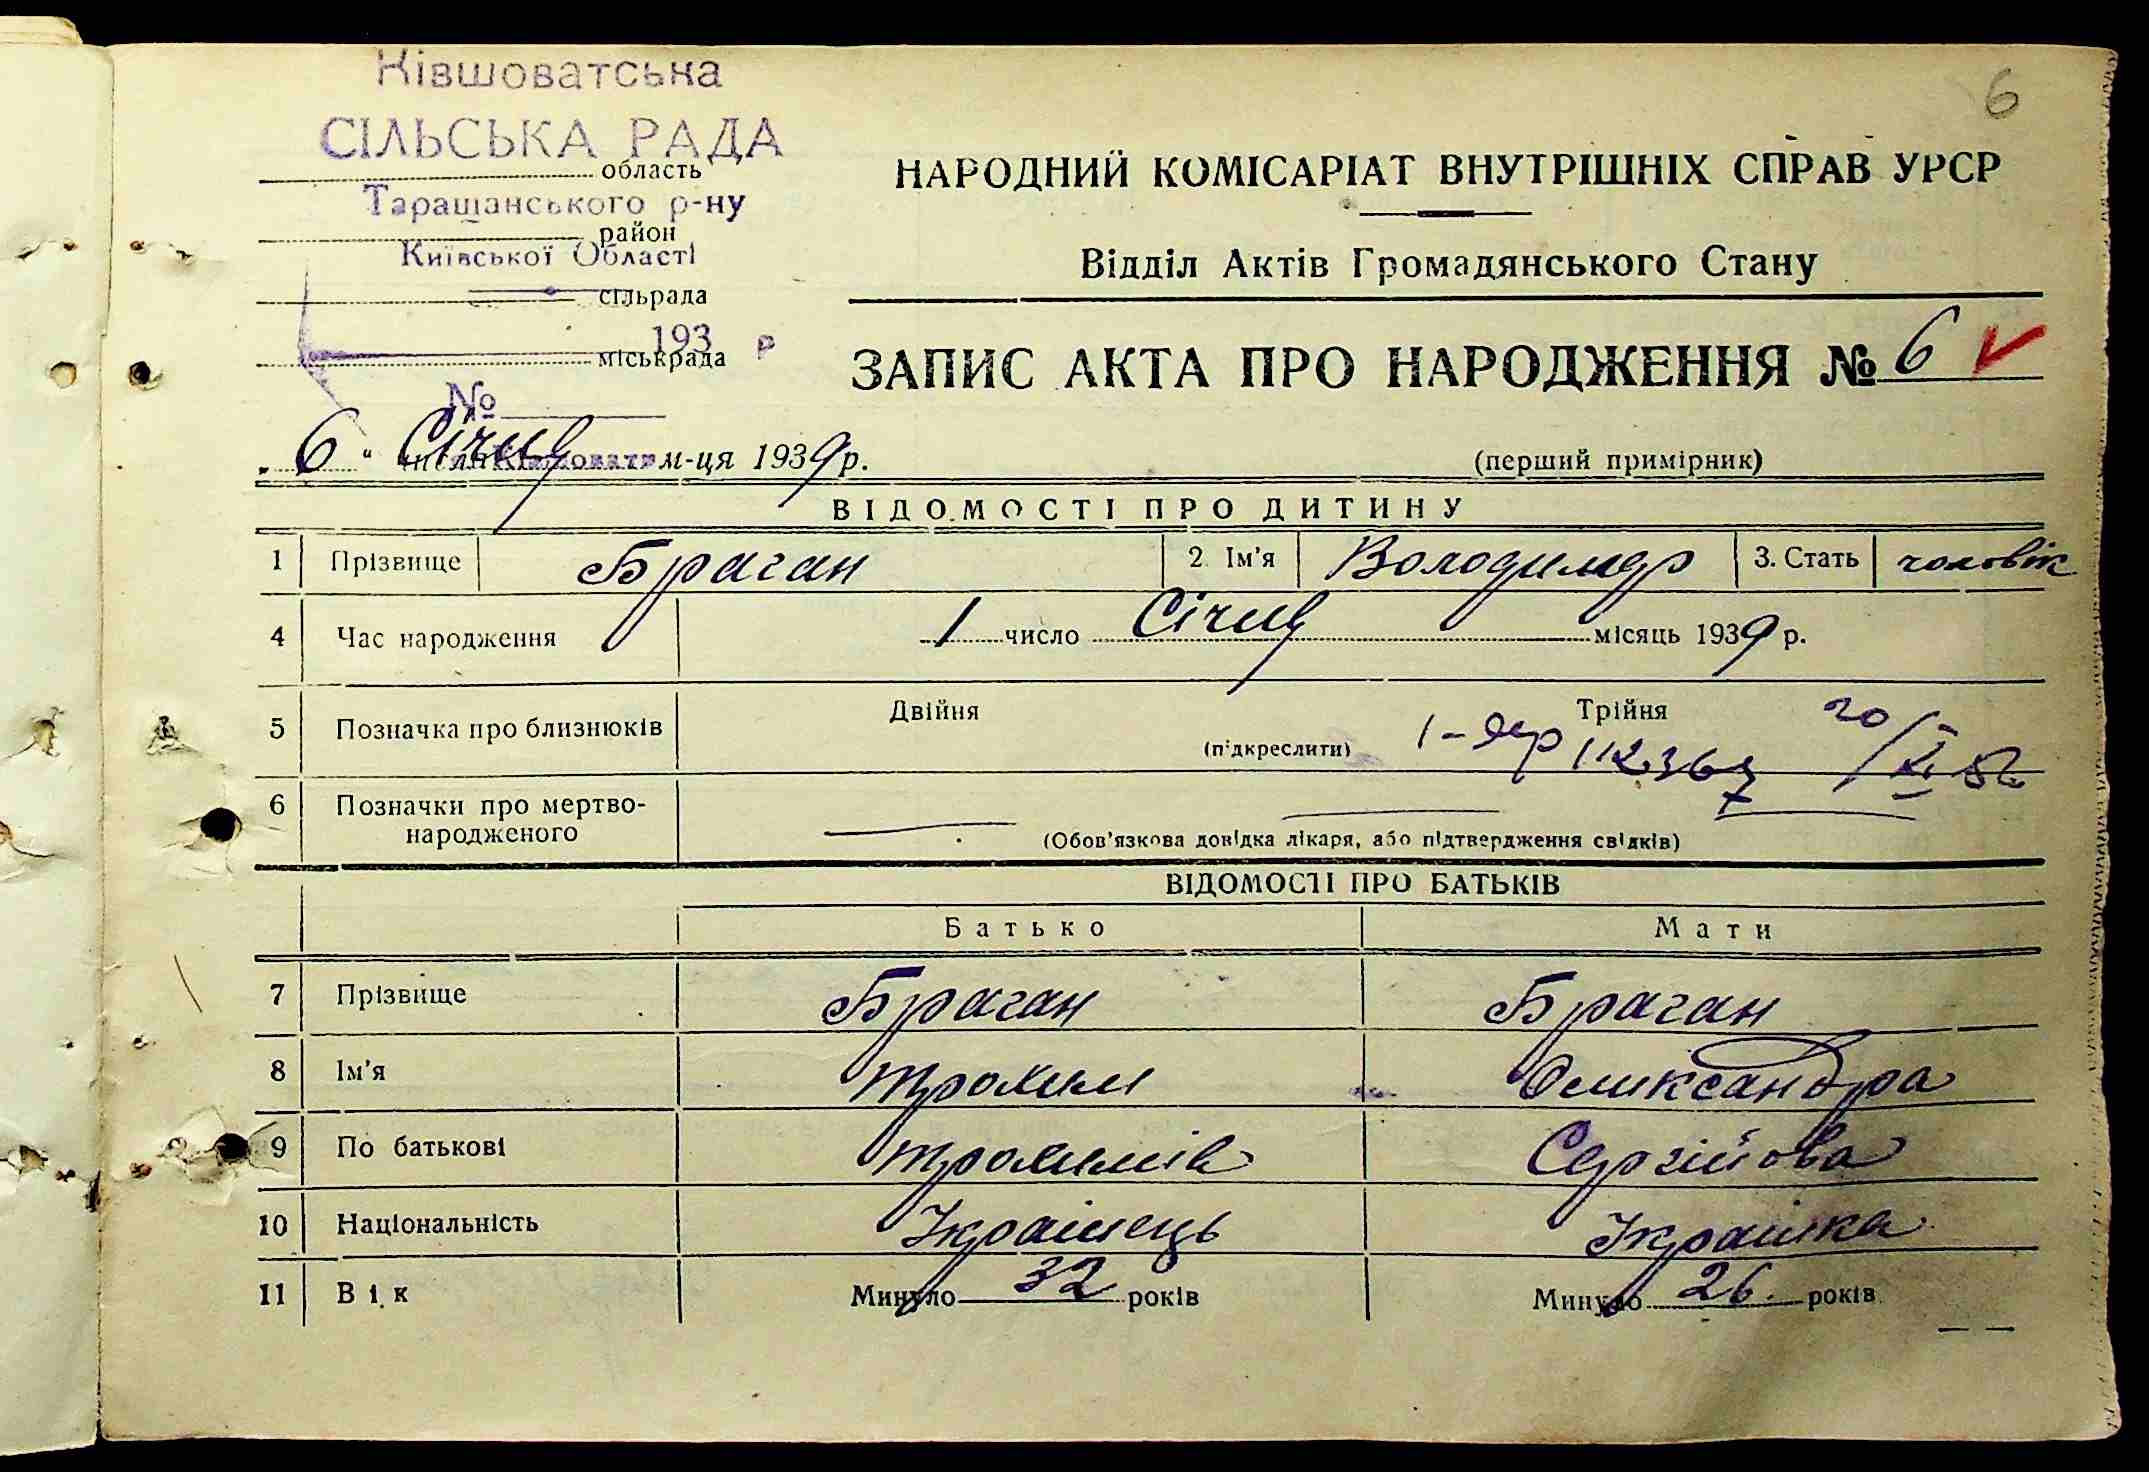 6
Ківшоватська
СІЛЬСЬКА РАДА
область
Таращанського р-ну
район
Київської Області
сільрада
193 р
міськрада
№
НАРОДНИЙ КОМІСАРІАТ ВНУТРІШНІХ СПРАВ УРСР
Відділ Актів Громадянського Стану
ЗАПИС АКТА ПРО НАРОДЖЕННЯ № 6
„ 6 “ Січня м-ця 1939 р.
(перший примірник)
ВІДОМОСТІ ПРО ДИТИНУ
1 Прізвище Браган 2. Ім'я Володимир 3. Стать чоловік
4 Час народження 1 число Січня місяць 1939 р.
5 Позначка про близнюків Двійня (підкреслити) Трійня
6 Позначки про мертво-
народженого (Обов'язкова довідка лікаря, або підтвердження свідків)
ВІДОМОСТІ ПРО БАТЬКІВ
Батько Мати
7 Прізвище Браган Браган
8 Ім'я Трохим Олександра
9 По батькові Трохимів Сергійова
10 Національність Українець Українка
11 Вік Минуло 32 років Минуло 26. років